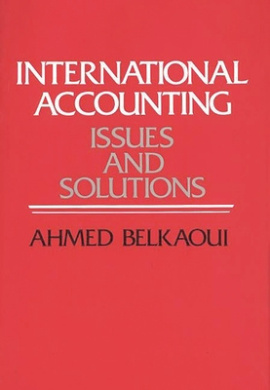 INTERNATIONAL
ACCOUNTING
ISSUES
AND
SOLUTIONS
AHMED BELKAOUI